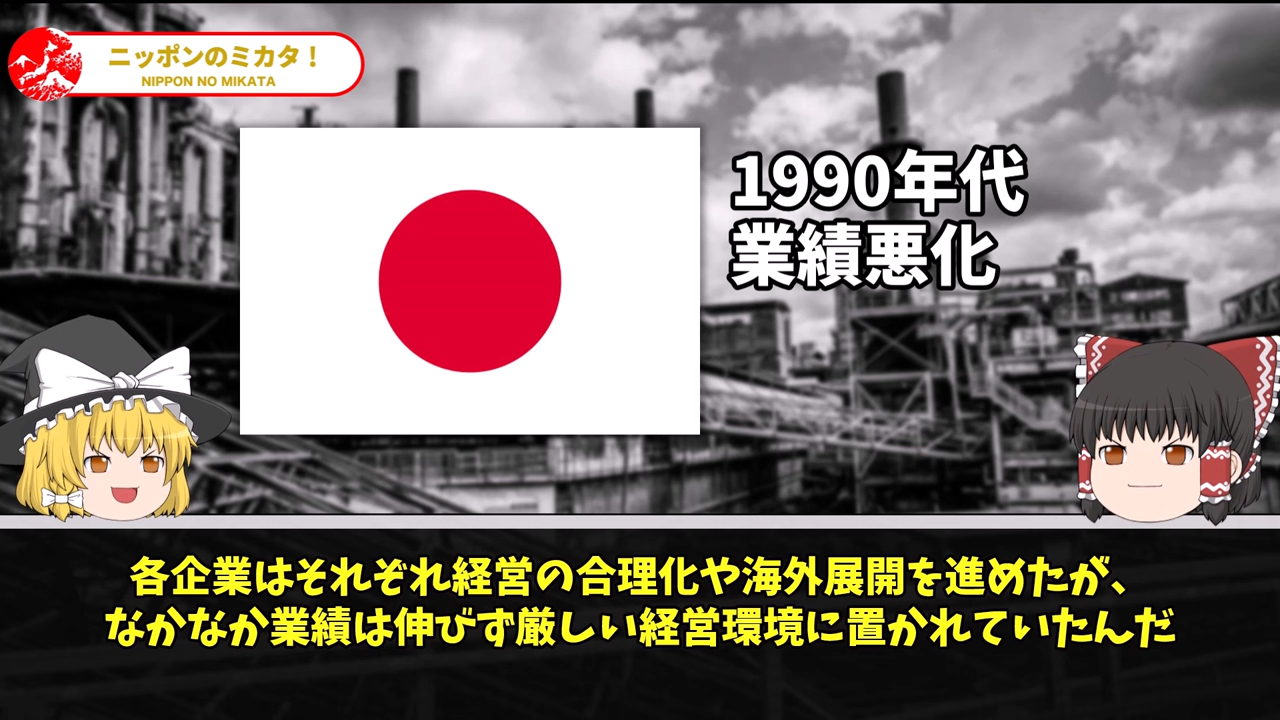 ニッポンのミカタ！
NIPPON NO MIKATA
1990年代
業績悪化
各企業はそれぞれ経営の合理化や海外展開を進めたが、
なかなか業績は伸びず厳しい経営環境に置かれていたんだ